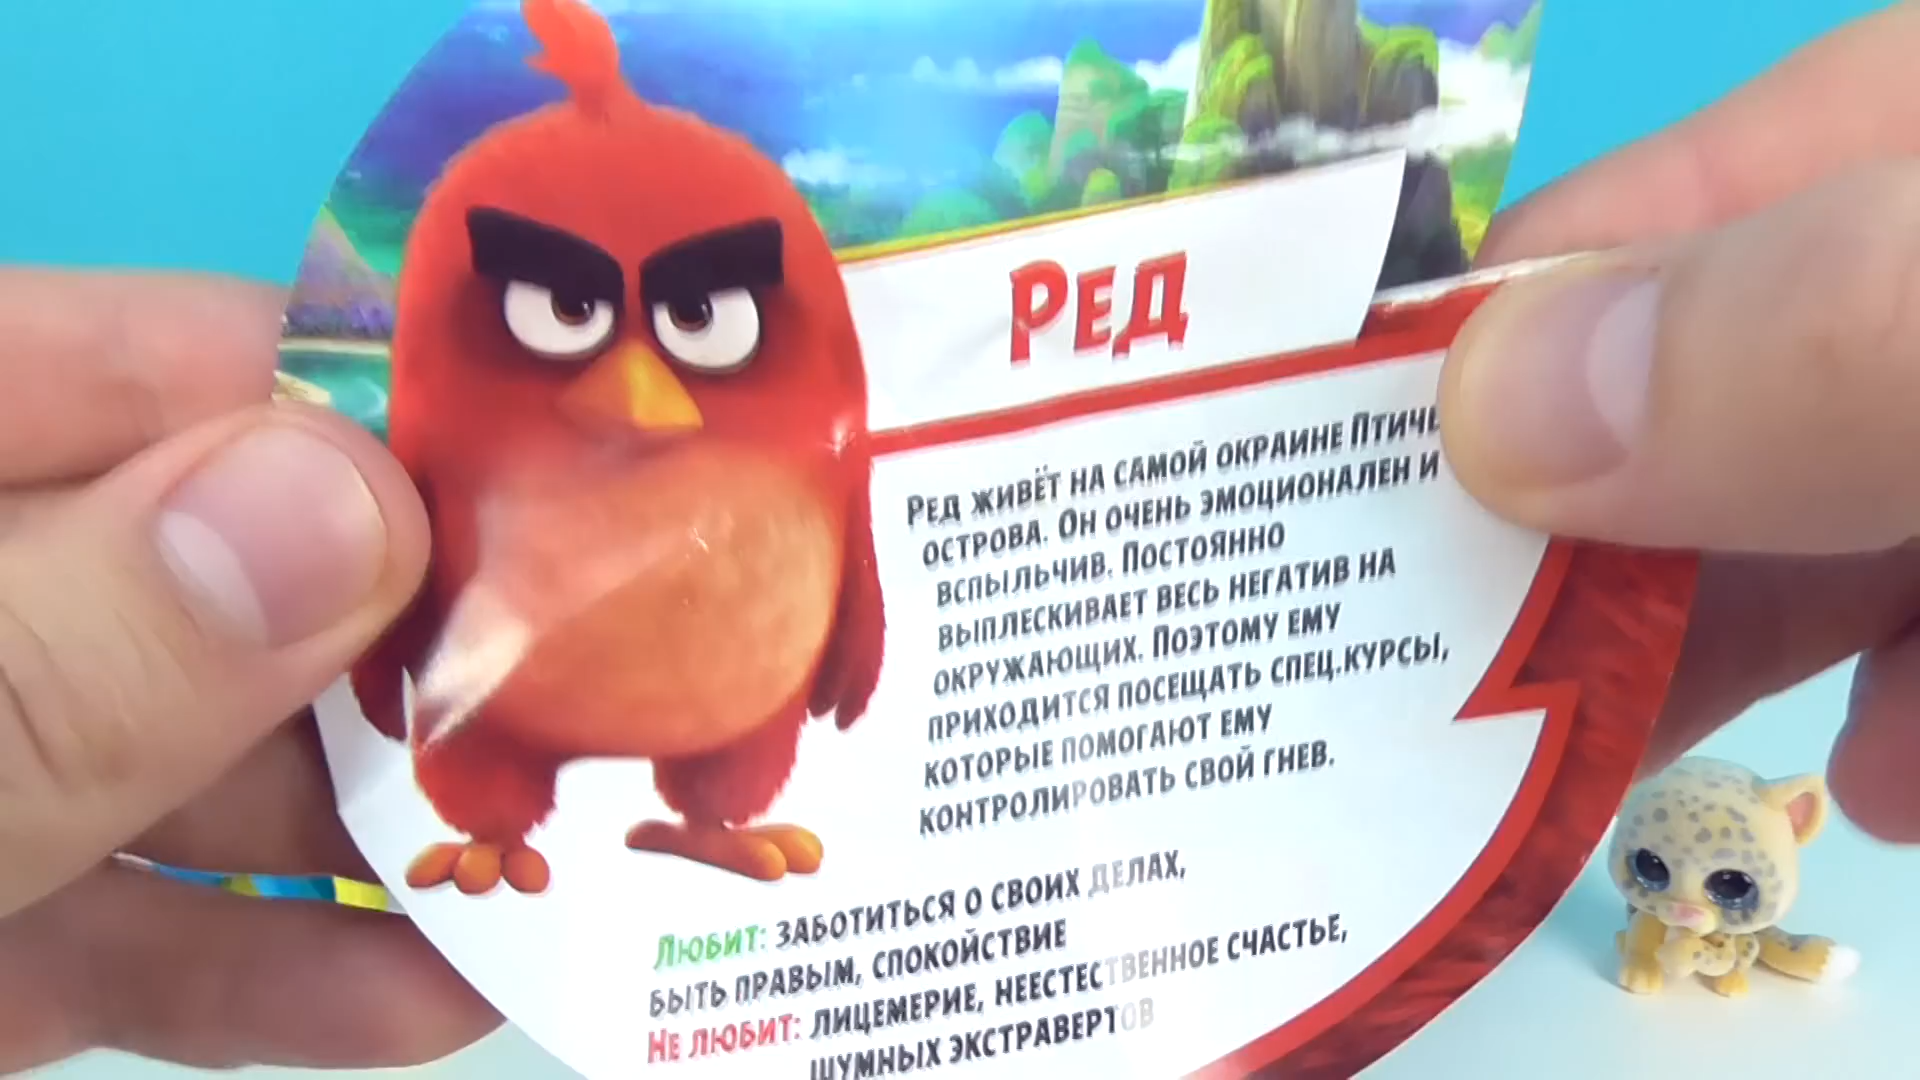 Ред
Ред живёт на самой окраине
острова. Он очень эмоционален и
вспыльчив. Постоянно
выплескивает весь негатив на
окружающих. Поэтому ему
приходится посещать спец.курсы,
которые помогают ему
контролировать свой гнев.
Любит: заботиться о своих делах,
быть правым, спокойствие
Не любит: лицемерие, неестественное счастье,
шумных экстравертов